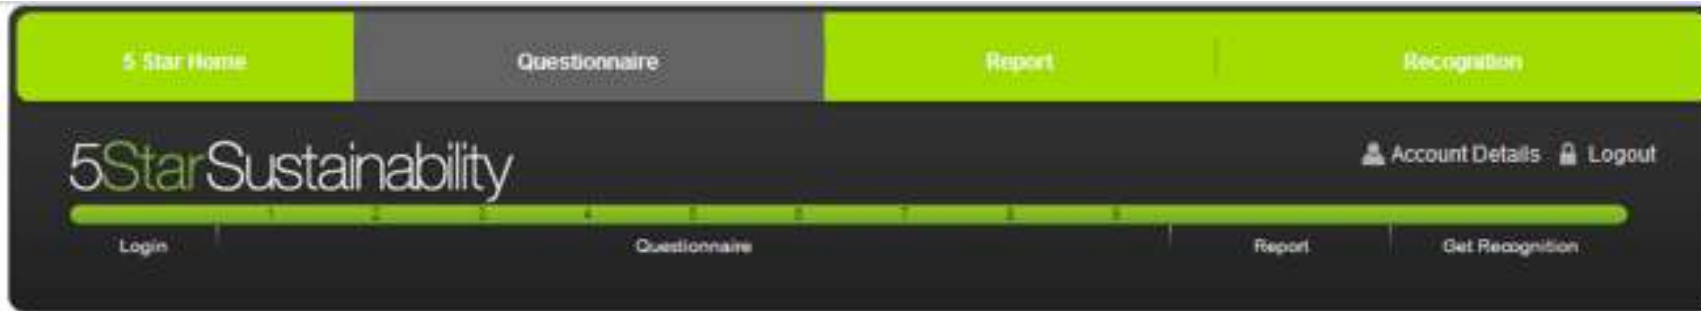 5 Star Home Questionnaire Report Recognition
5StarSustainability
Account Details Logout
1 2 3 4 5 6 7 8 9
Login Questionnaire Report Get Recognition